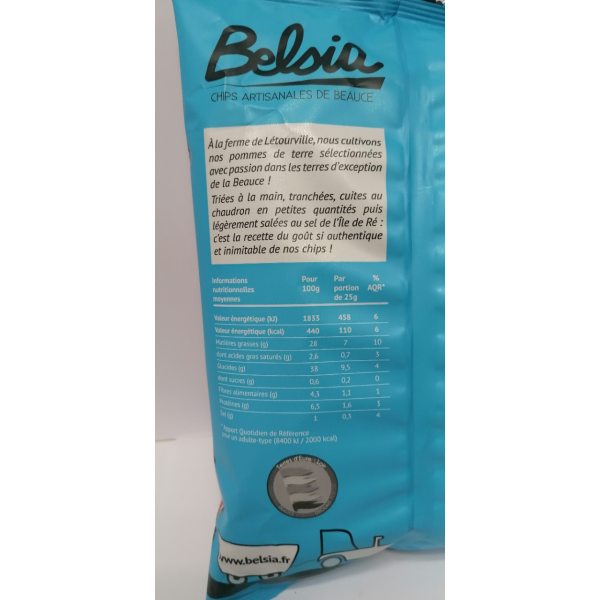 Belsia
CHIPS ARTISANALES DE BEAUCE
À la ferme de Létourville, nous cultivons
nos pommes de terre sélectionnées
avec passion dans les terres d'exception
de la Beauce !
Triées à la main, tranchées, cuites au
chaudron en petites quantités puis
légèrement salées au sel de l'Île de Ré :
c'est la recette du goût si authentique
et inimitable de nos chips !
Informations nutritionnelles moyennes Pour 100g Par portion de 25g % AQR*
Valeur énergétique (kJ) 1833 458 6
Valeur énergétique (kcal) 440 110 6
Matières grasses (g) 28 7 10
dont acides gras saturés (g) 2,6 0,7 3
Glucides (g) 38 9,5 4
dont sucres (g) 0,6 0,2 0
Fibres alimentaires (g) 4,3 1,1 1
Protéines (g) 6,5 1,6 3
Sel (g) 1 0,3 4
*Apport Quotidien de Référence
pour un adulte-type (8400 kJ / 2000 kcal)
www.belsia.fr